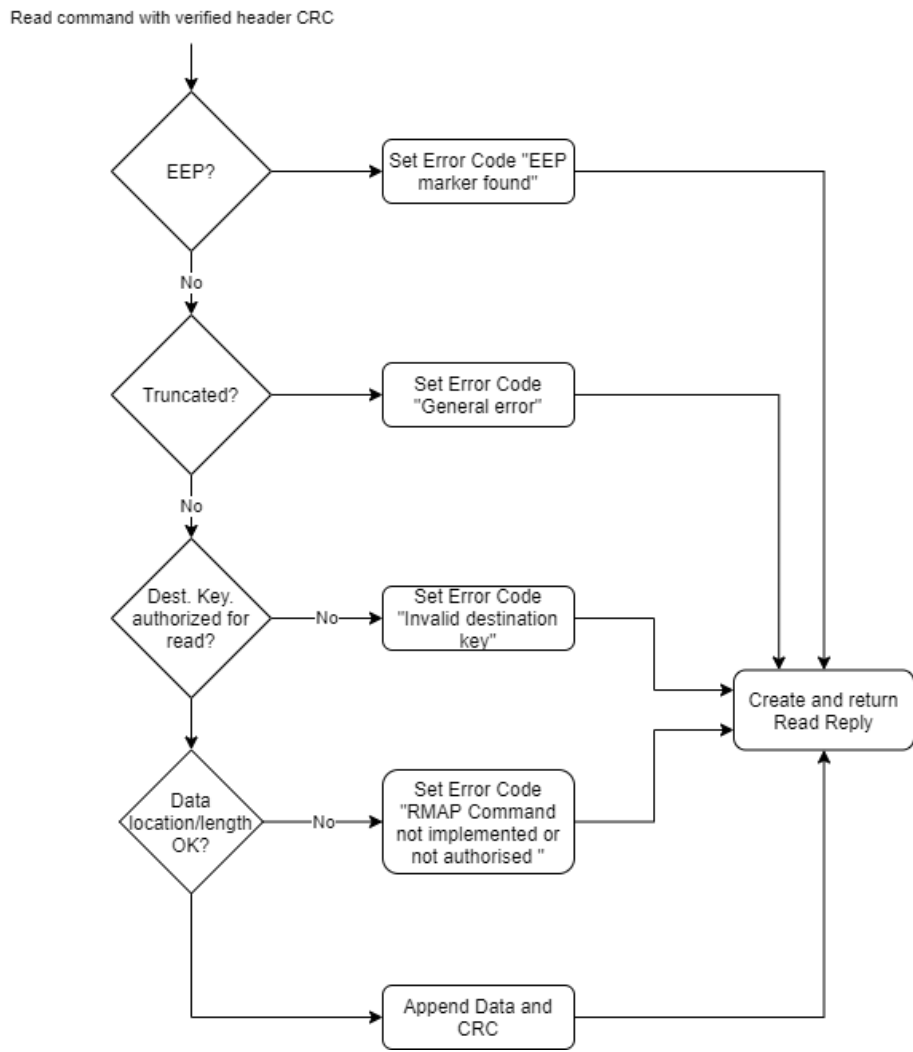 Read command with verified header CRC
EEP?
Set Error Code "EEP
marker found"
No
Truncated?
Set Error Code
"General error"
No
Dest. Key.
authorized for
read?
No
Set Error Code
"Invalid destination
key"
Create and return
Read Reply
Data
location/length
OK?
No
Set Error Code
"RMAP Command
not implemented or
not authorised "
Append Data and
CRC